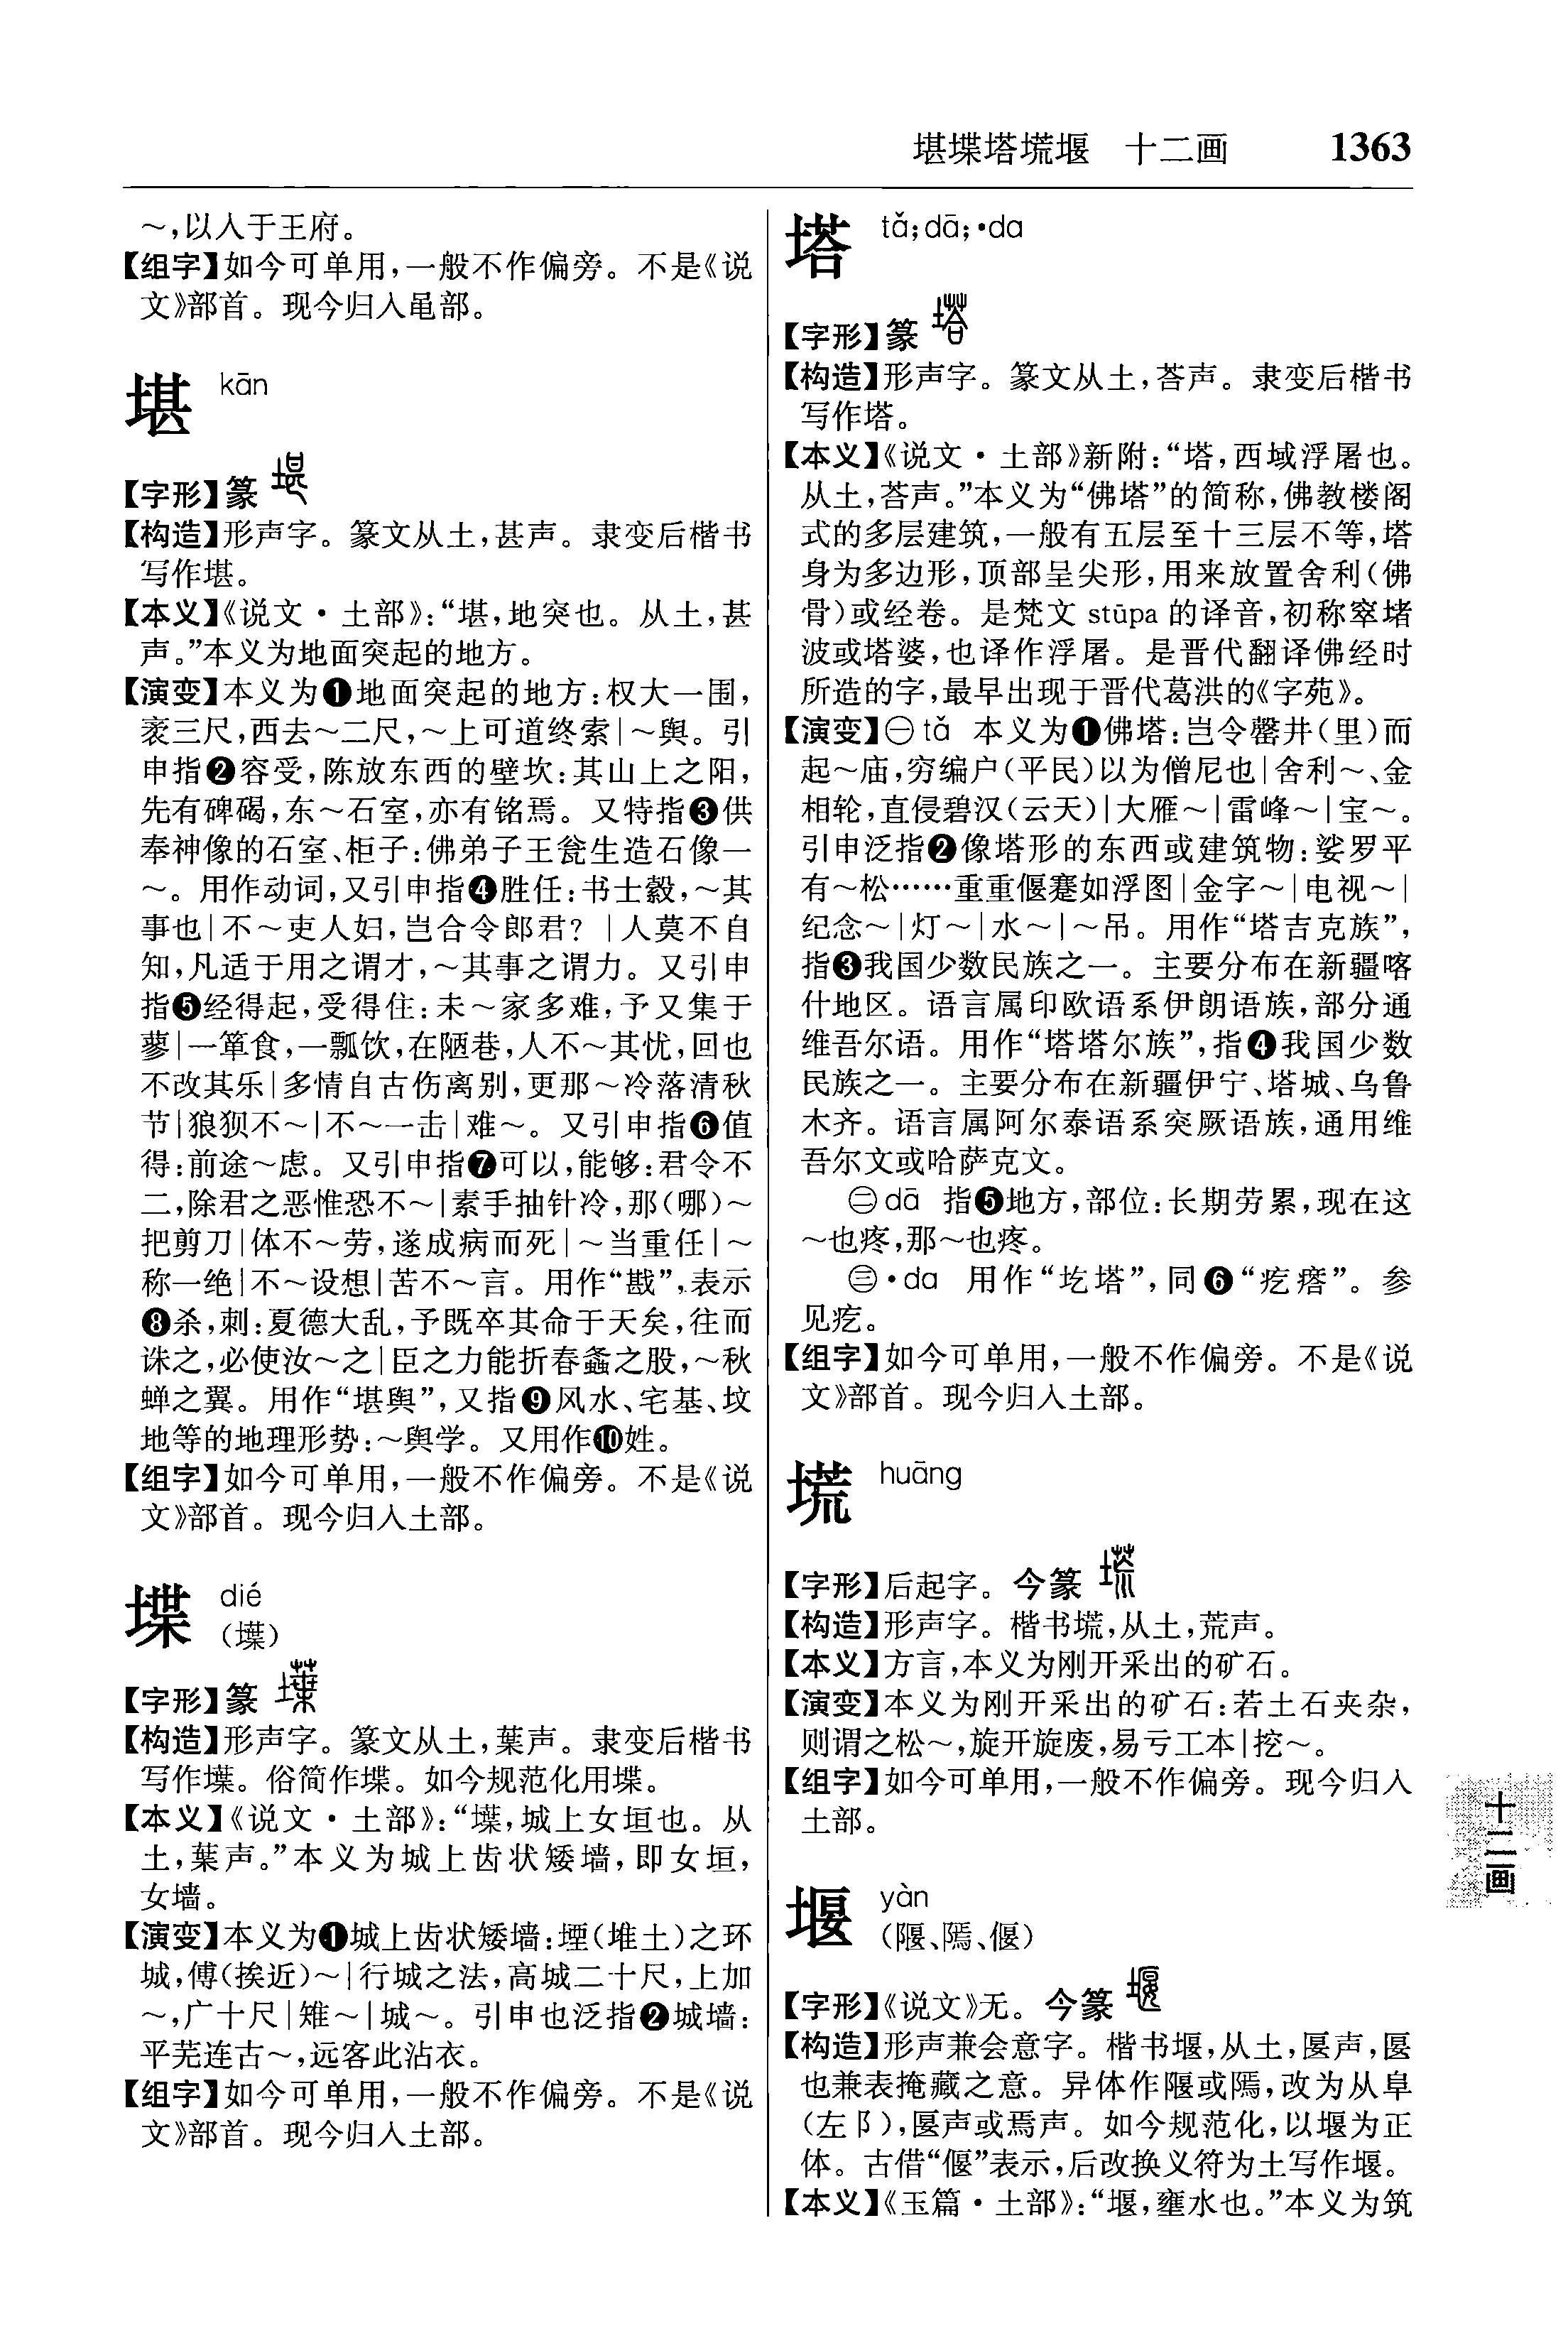 堪堞塔塃堰　十二画　1363
～,以入于王府。
【组字】如今可单用,一般不作偏旁。不是《说
文》部首。现今归入黾部。
堪 kān
【字形】篆
【构造】形声字。篆文从土,甚声。隶变后楷书
写作堪。
【本义】《说文·土部》:“堪,地突也。从土,甚
声。”本义为地面突起的地方。
【演变】本义为❶地面突起的地方:权大一围,
袤三尺,西去～二尺,～上可道终索|～舆。引
申指❷容受,陈放东西的壁坎:其山上之阳,
先有碑碣,东～石室,亦有铭焉。又特指❸供
奉神像的石室、柜子:佛弟子王瓮生造石像一
～。用作动词,又引申指❹胜任:书士毅,～其
事也|不～吏人妇,岂合令郎君? |人莫不自
知,凡适于用之谓才,～其事之谓力。又引申
指❺经得起,受得住:未～家多难,予又集于
蓼|一箪食,一瓢饮,在陋巷,人不～其忧,回也
不改其乐|多情自古伤离别,更那～冷落清秋
节|狼狈不～|不～一击|难～。又引申指❻值
得:前途～虑。又引申指❼可以,能够:君令不
二,除君之恶惟恐不～|素手抽针冷,那(哪)～
把剪刀|体不～劳,遂成病而死|～当重任|～
称一绝|不～设想|苦不～言。用作“戡”,表示
❽杀,刺:夏德大乱,予既卒其命于天矣,往而
诛之,必使汝～之|臣之力能折春螽之股,～秋
蝉之翼。用作“堪舆”,又指❾风水、宅基、坟
地等的地理形势:～舆学。又用作❿姓。
【组字】如今可单用,一般不作偏旁。不是《说
文》部首。现今归入土部。
堞 dié
(墣)
【字形】篆
【构造】形声字。篆文从土,葉声。隶变后楷书
写作㙪。俗简作堞。如今规范化用堞。
【本义】《说文·土部》:“㙪,城上女垣也。从
土,葉声。”本义为城上齿状矮墙,即女垣,
女墙。
【演变】本义为❶城上齿状矮墙:堙(堆土)之环
城,傅(挨近)～|行城之法,高城二十尺,上加
～,广十尺|雉～|城～。引申也泛指❷城墙:
平芜连古～,远客此沾衣。
【组字】如今可单用,一般不作偏旁。不是《说
文》部首。现今归入土部。
塔 tǎ;dā;·da
【字形】篆
【构造】形声字。篆文从土,荅声。隶变后楷书
写作塔。
【本义】《说文·土部》新附:“塔,西域浮屠也。
从土,荅声。”本义为“佛塔”的简称,佛教楼阁
式的多层建筑,一般有五层至十三层不等,塔
身为多边形,顶部呈尖形,用来放置舍利(佛
骨)或经卷。是梵文 stūpa 的译音,初称窣堵
波或塔婆,也译作浮屠。是晋代翻译佛经时
所造的字,最早出现于晋代葛洪的《字苑》。
【演变】㊀tǎ 本义为❶佛塔:岂令罄井(里)而
起～庙,穷编户(平民)以为僧尼也|舍利～、金
相轮,直侵碧汉(云天)|大雁～|雷峰～|宝～。
引申泛指❷像塔形的东西或建筑物:娑罗平
有～松……重重偃蹇如浮图|金字～|电视～|
纪念～|灯～|水～|～吊。用作“塔吉克族”,
指❸我国少数民族之一。主要分布在新疆喀
什地区。语言属印欧语系伊朗语族,部分通
维吾尔语。用作“塔塔尔族”,指❹我国少数
民族之一。主要分布在新疆伊宁、塔城、乌鲁
木齐。语言属阿尔泰语系突厥语族,通用维
吾尔文或哈萨克文。
㊁dā 指❺地方,部位:长期劳累,现在这
～也疼,那～也疼。
㊂·da 用作“圪塔”,同❻“疙瘩”。参
见疙。
【组字】如今可单用,一般不作偏旁。不是《说
文》部首。现今归入土部。
塃 huāng
【字形】后起字。今篆
【构造】形声字。楷书塃,从土,荒声。
【本义】方言,本义为刚开采出的矿石。
【演变】本义为刚开采出的矿石:若土石夹杂,
则谓之松～,旋开旋废,易亏工本|挖～。
【组字】如今可单用,一般不作偏旁。现今归入
土部。
堰 yàn
(隁、隔、偃)
【字形】《说文》无。今篆
【构造】形声兼会意字。楷书堰,从土,匽声,匽
也兼表掩藏之意。异体作隁或㗴,改为从阜
(左阝),匽声或焉声。如今规范化,以堰为正
体。古借“偃”表示,后改换义符为土写作堰。
【本义】《玉篇·土部》:“堰,壅水也。”本义为筑
十二画